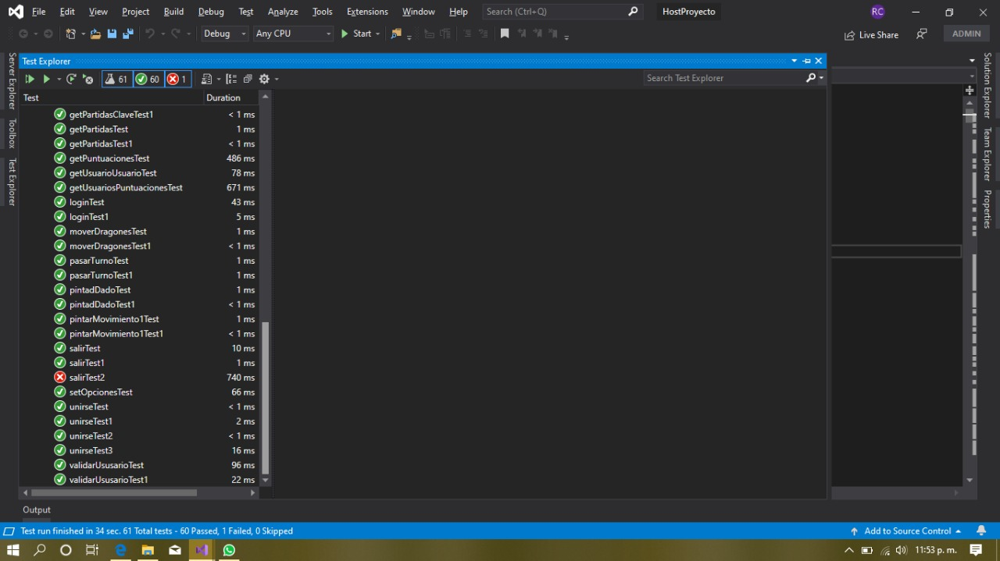 File Edit View Project Build Debug Test Analyze Tools Extensions Window Help Search (Ctrl+Q) HostProyecto RC
Debug Any CPU Start Live Share ADMIN
Server Explorer
Toolbox
Test Explorer
Test Explorer
61 60 1 Search Test Explorer
Test Duration
getPartidasClaveTest1 < 1 ms
getPartidasTest 1 ms
getPartidasTest1 < 1 ms
getPuntuacionesTest 486 ms
getUsuarioUsuarioTest 78 ms
getUsuariosPuntuacionesTest 671 ms
loginTest 43 ms
loginTest1 5 ms
moverDragonesTest 1 ms
moverDragonesTest1 < 1 ms
pasarTurnoTest 1 ms
pasarTurnoTest1 1 ms
pintadDadoTest 1 ms
pintadDadoTest1 < 1 ms
pintarMovimiento1Test 1 ms
pintarMovimiento1Test1 < 1 ms
salirTest 10 ms
salirTest1 1 ms
salirTest2 740 ms
setOpcionesTest 66 ms
unirseTest < 1 ms
unirseTest1 2 ms
unirseTest2 < 1 ms
unirseTest3 16 ms
validarUsusarioTest 96 ms
validarUsusarioTest1 22 ms
Solution Explorer
Team Explorer
Properties
Output
Test run finished in 34 sec. 61 Total tests - 60 Passed, 1 Failed, 0 Skipped Add to Source Control
11:53 p. m.